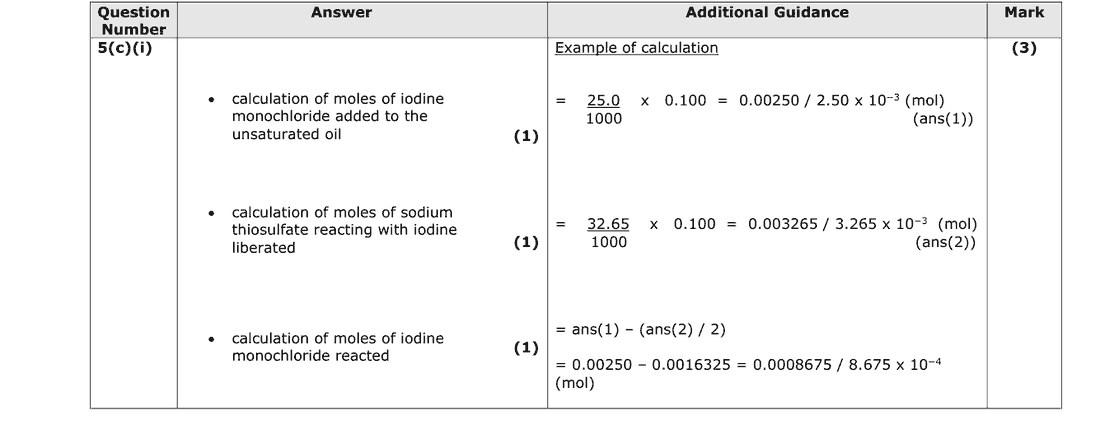 Question Number Answer Additional Guidance Mark
5(c)(i) Example of calculation (3)
• calculation of moles of iodine
monochloride added to the
unsaturated oil (1)
= 25.0 x 0.100 = 0.00250 / 2.50 x 10⁻³ (mol)
1000 (ans(1))
• calculation of moles of sodium
thiosulfate reacting with iodine
liberated (1)
= 32.65 x 0.100 = 0.003265 / 3.265 x 10⁻³ (mol)
1000 (ans(2))
• calculation of moles of iodine
monochloride reacted (1)
= ans(1) – (ans(2) / 2)
= 0.00250 – 0.0016325 = 0.0008675 / 8.675 x 10⁻⁴
(mol)